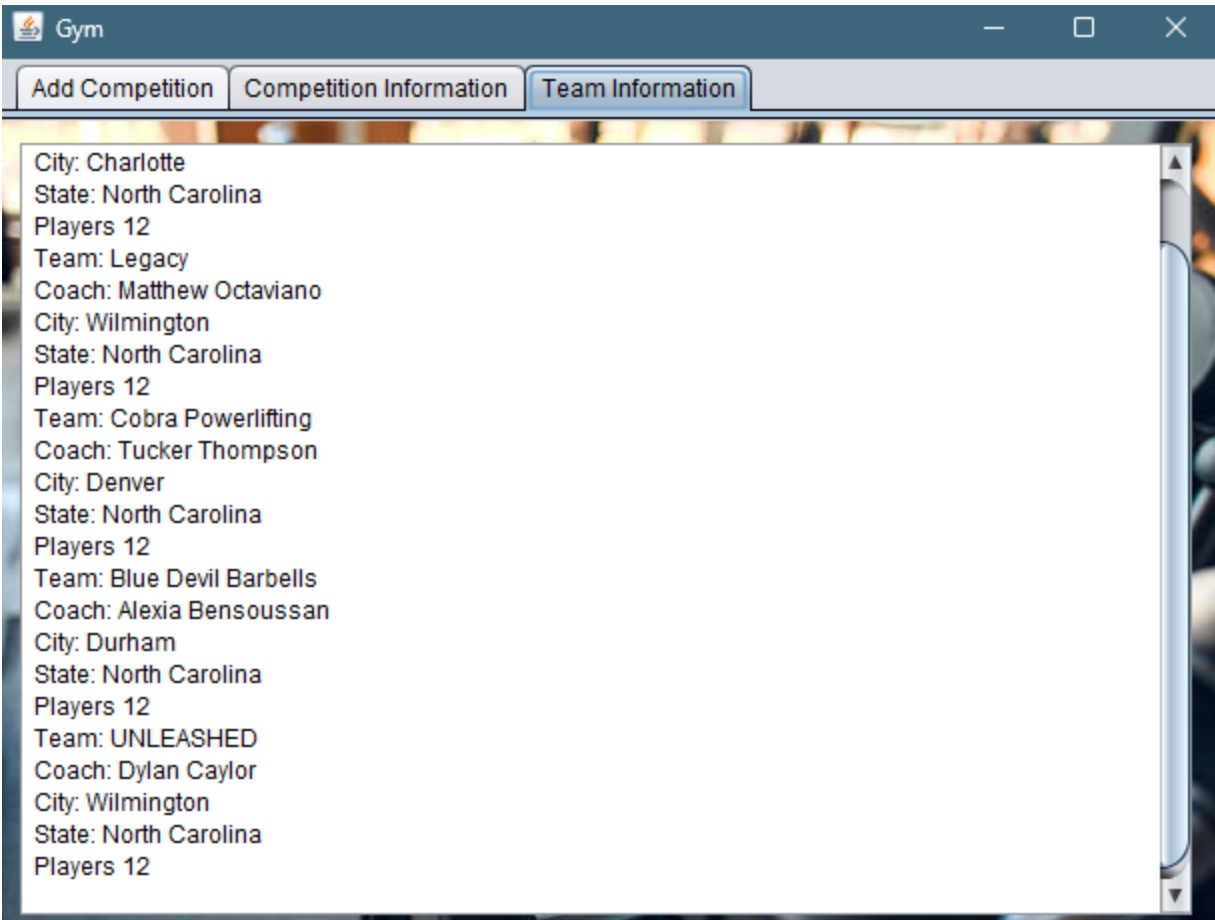 Gym
Add Competition Competition Information Team Information
City: Charlotte
State: North Carolina
Players 12
Team: Legacy
Coach: Matthew Octaviano
City: Wilmington
State: North Carolina
Players 12
Team: Cobra Powerlifting
Coach: Tucker Thompson
City: Denver
State: North Carolina
Players 12
Team: Blue Devil Barbells
Coach: Alexia Bensoussan
City: Durham
State: North Carolina
Players 12
Team: UNLEASHED
Coach: Dylan Caylor
City: Wilmington
State: North Carolina
Players 12